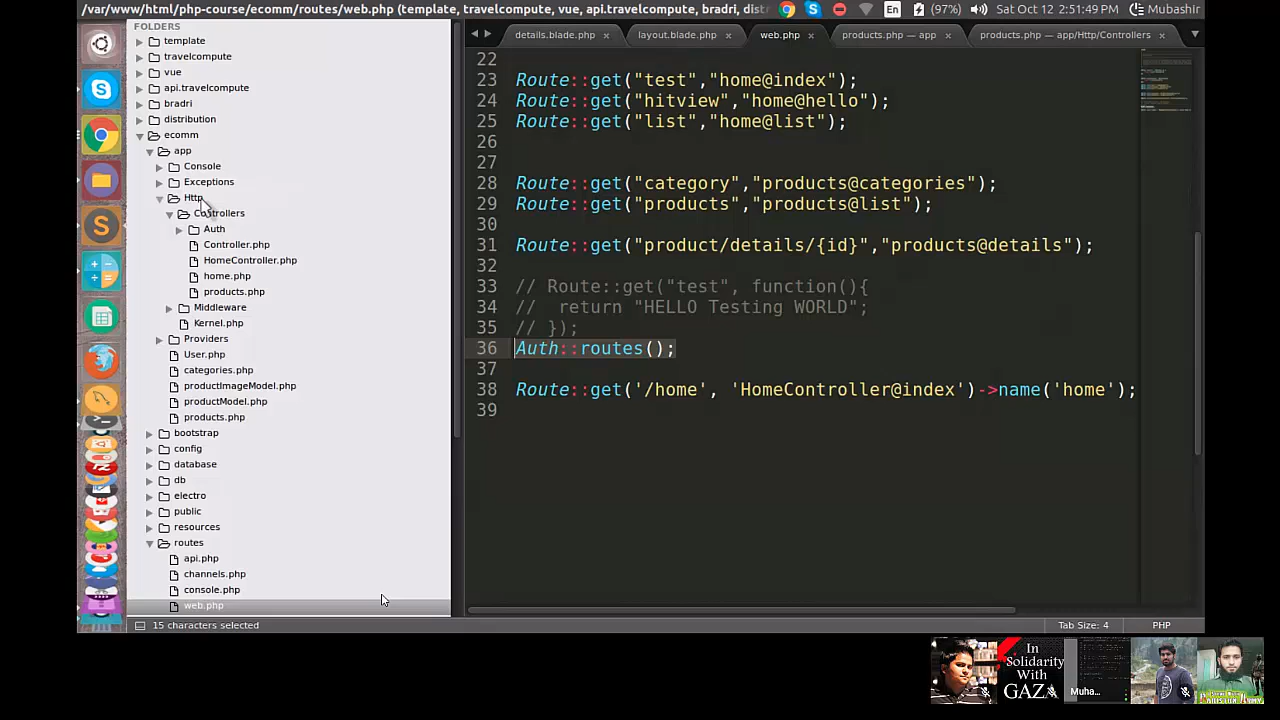 /var/www/html/php-course/ecomm/routes/web.php (template, travelcompute, vue, api.travelcompute, bradri, dist
En
(97%)
Sat Oct 12 2:51:49 PM
Mubashir
FOLDERS
template
travelcompute
vue
api.travelcompute
bradri
distribution
ecomm
app
Console
Exceptions
Http
Controllers
Auth
Controller.php
HomeController.php
home.php
products.php
Middleware
Kernel.php
Providers
User.php
categories.php
productImageModel.php
productModel.php
products.php
bootstrap
config
database
db
electro
public
resources
routes
api.php
channels.php
console.php
web.php
details.blade.php ×
layout.blade.php ×
web.php ×
products.php — app ×
products.php — app/Http/Controllers ×
22
23 Route::get("test","home@index");
24 Route::get("hitview","home@hello");
25 Route::get("list","home@list");
26
27
28 Route::get("category","products@categories");
29 Route::get("products","products@list");
30
31 Route::get("product/details/{id}","products@details");
32
33 // Route::get("test", function(){
34 // return "HELLO Testing WORLD";
35 // });
36 Auth::routes();
37
38 Route::get('/home', 'HomeController@index')->name('home');
39
15 characters selected
Tab Size: 4
PHP
In
Solidarity
With
GAZA
Muha...